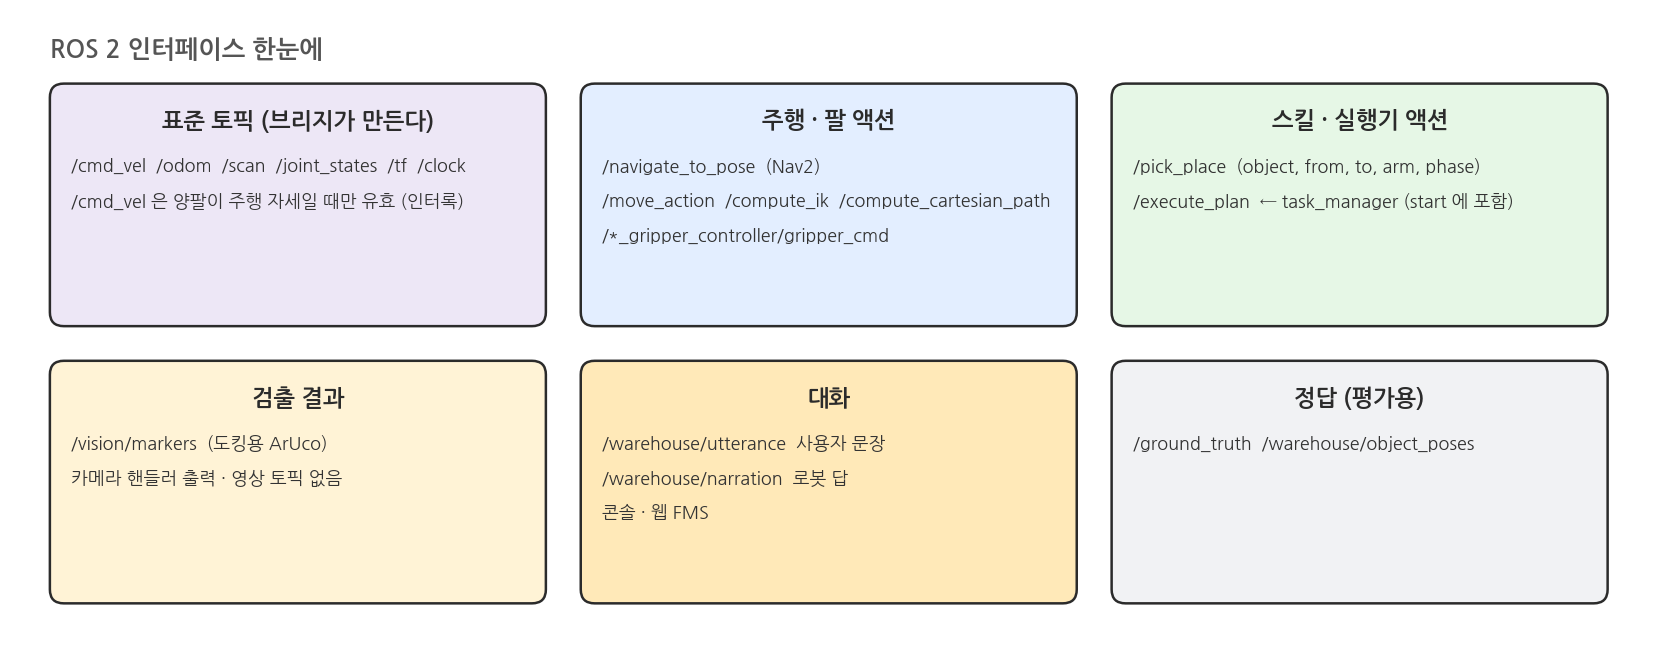 ROS 2 인터페이스 한눈에
표준 토픽 (브리지가 만든다)
/cmd_vel /odom /scan /joint_states /tf /clock
/cmd_vel 은 양팔이 주행 자세일 때만 유효 (인터록)
주행 · 팔 액션
/navigate_to_pose (Nav2)
/move_action /compute_ik /compute_cartesian_path
/*_gripper_controller/gripper_cmd
스킬 · 실행기 액션
/pick_place (object, from, to, arm, phase)
/execute_plan ← task_manager (start 에 포함)
검출 결과
/vision/markers (도킹용 ArUco)
카메라 핸들러 출력 · 영상 토픽 없음
대화
/warehouse/utterance 사용자 문장
/warehouse/narration 로봇 답
콘솔 · 웹 FMS
정답 (평가용)
/ground_truth /warehouse/object_poses